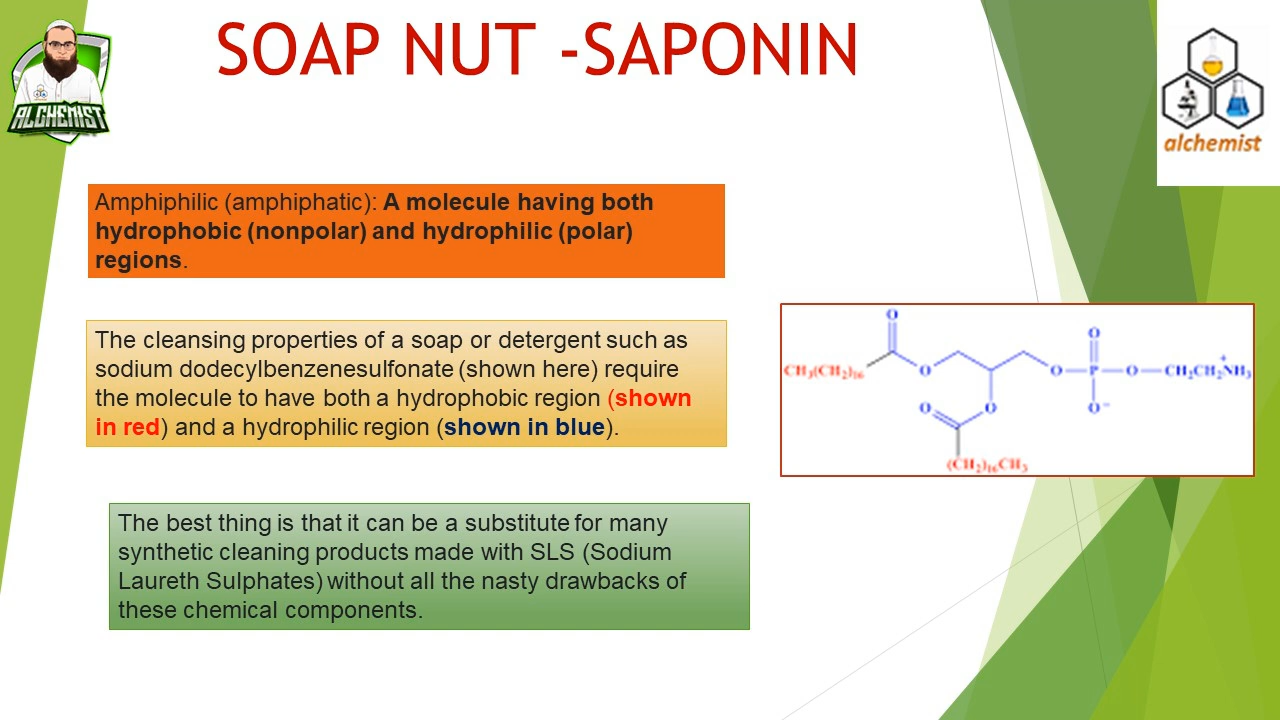 SOAP NUT -SAPONIN
ALCHEMIST
alchemist
Amphiphilic (amphiphatic): A molecule having both
hydrophobic (nonpolar) and hydrophilic (polar)
regions.
The cleansing properties of a soap or detergent such as
sodium dodecylbenzenesulfonate (shown here) require
the molecule to have both a hydrophobic region (shown
in red) and a hydrophilic region (shown in blue).
O
O
CH₃(CH₂)₁₆
O
O—P—O—CH₂CH₂NH₃
+
O
O
O⁻
(CH₂)₁₆CH₃
The best thing is that it can be a substitute for many
synthetic cleaning products made with SLS (Sodium
Laureth Sulphates) without all the nasty drawbacks of
these chemical components.